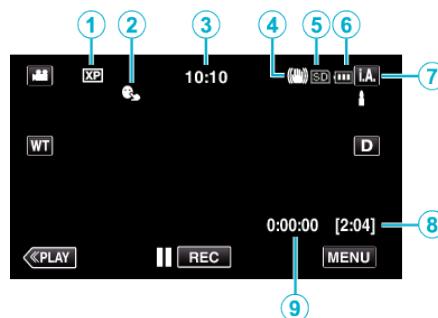 1 2 3 4 5 6
XP 10:10 SD i.A. 7
WT D
0:00:00 [2:04] 8
≪PLAY REC MENU
9